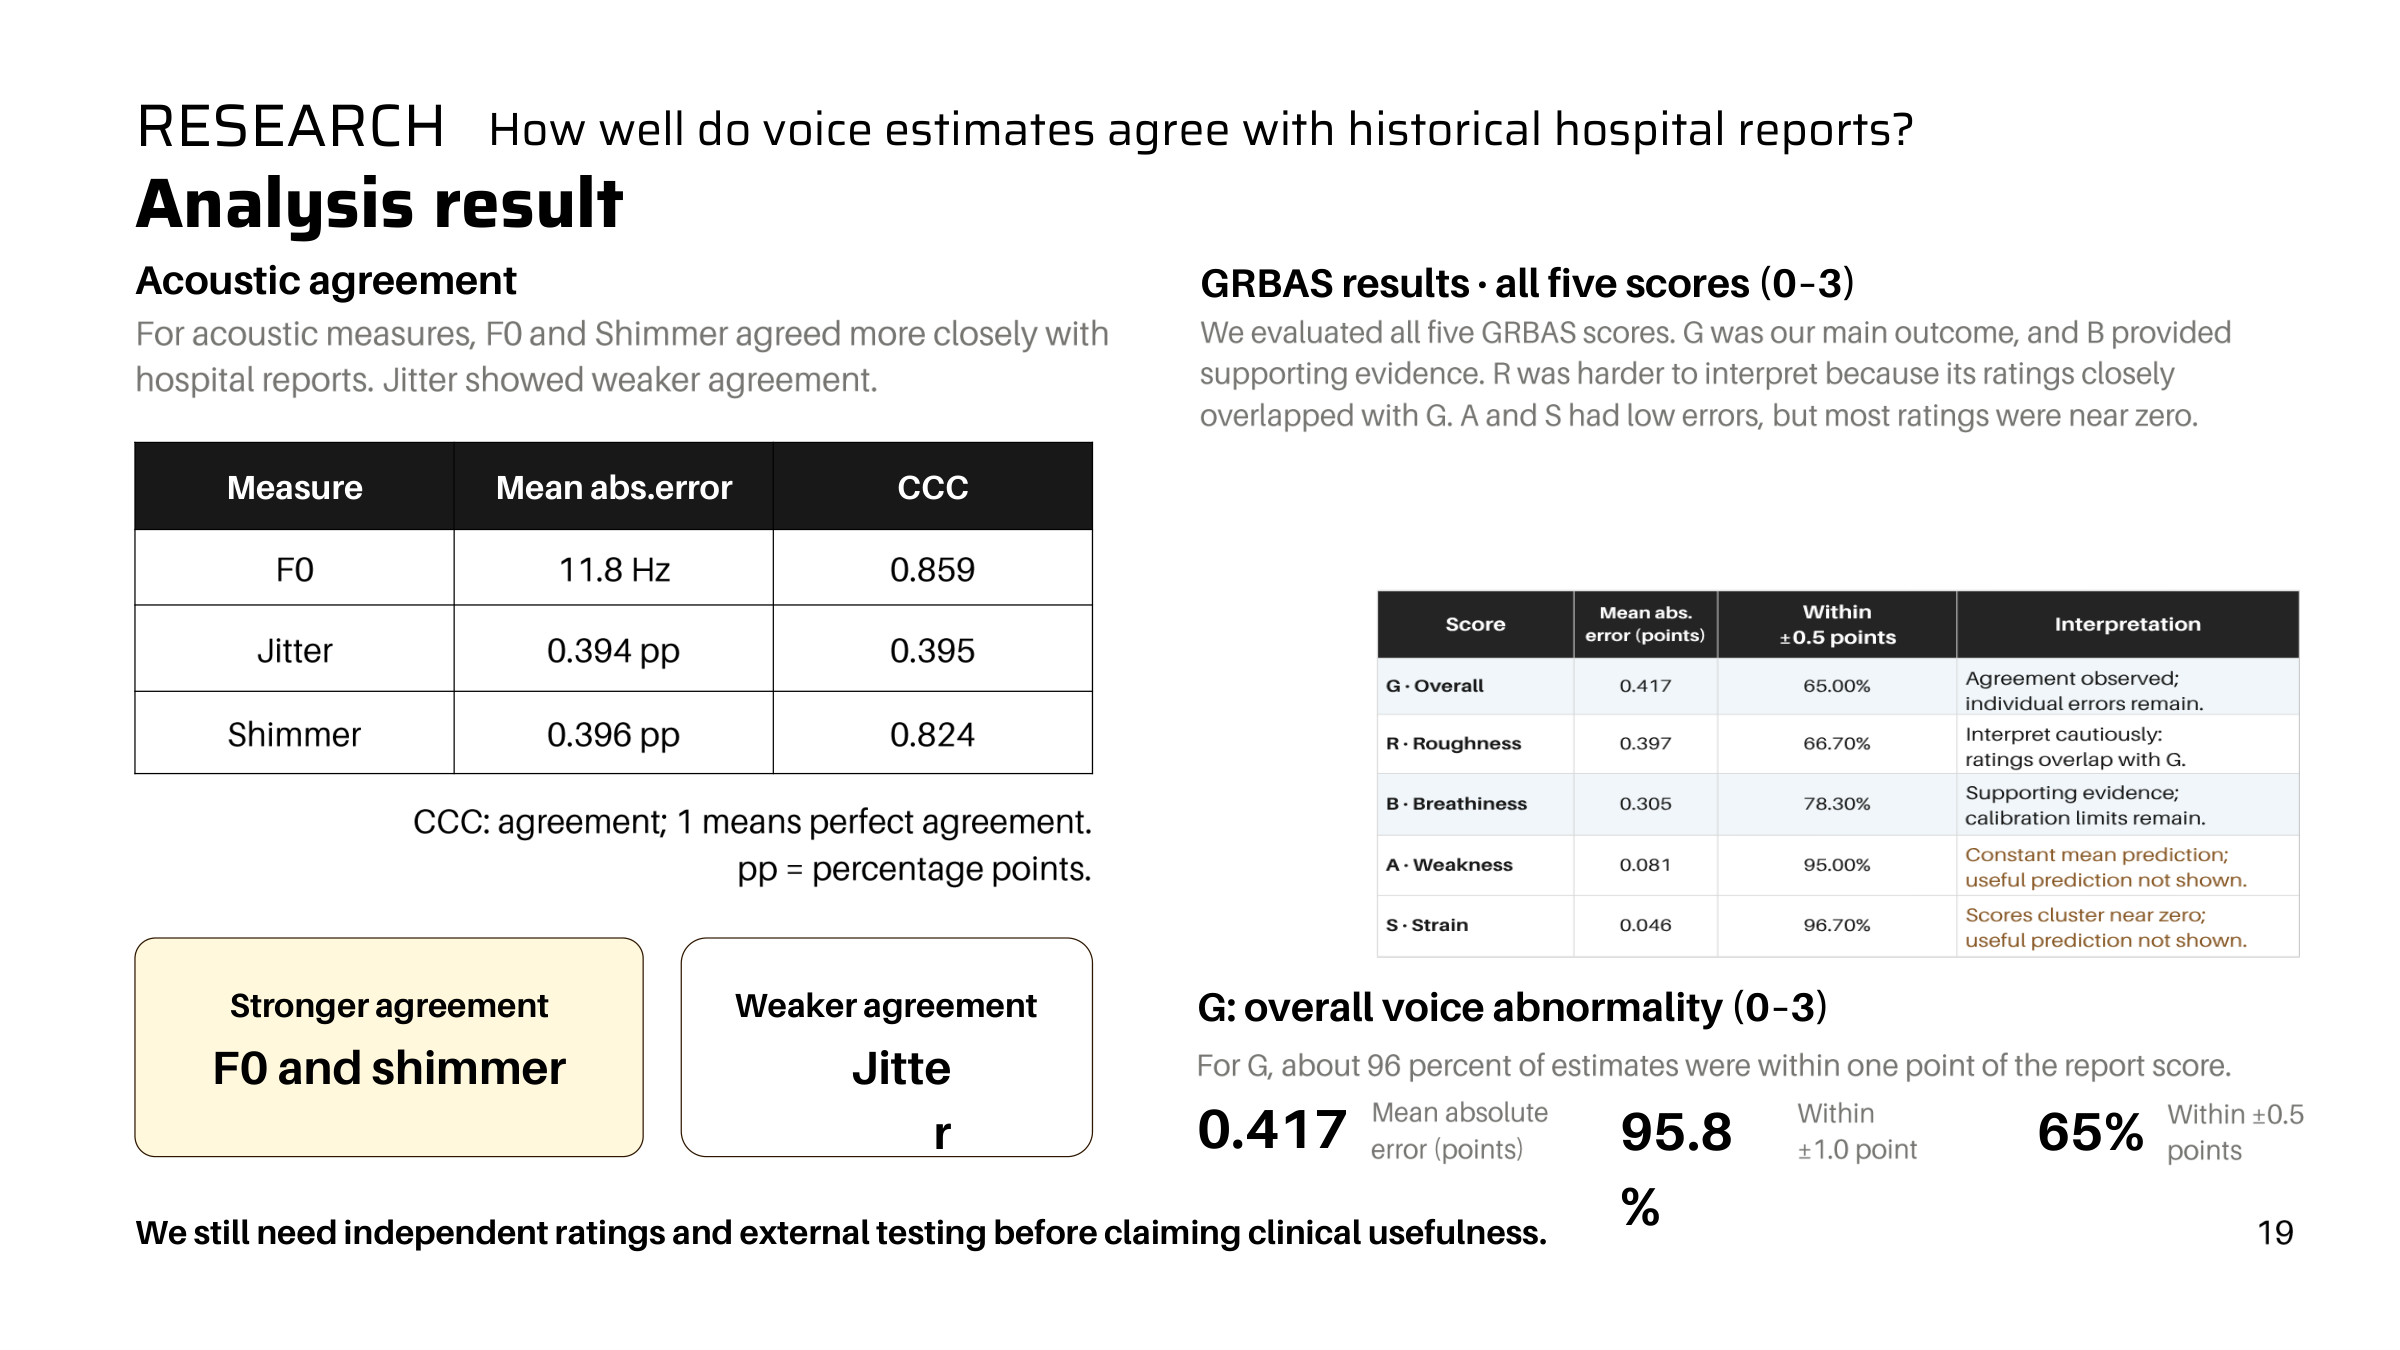 RESEARCH How well do voice estimates agree with historical hospital reports?
Analysis result
Acoustic agreement
For acoustic measures, F0 and Shimmer agreed more closely with
hospital reports. Jitter showed weaker agreement.
Measure Mean abs.error CCC
F0 11.8 Hz 0.859
Jitter 0.394 pp 0.395
Shimmer 0.396 pp 0.824
CCC: agreement; 1 means perfect agreement.
pp = percentage points.
Stronger agreement
F0 and shimmer
Weaker agreement
Jitte
r
GRBAS results · all five scores (0–3)
We evaluated all five GRBAS scores. G was our main outcome, and B provided
supporting evidence. R was harder to interpret because its ratings closely
overlapped with G. A and S had low errors, but most ratings were near zero.
Score Mean abs. error (points) Within ±0.5 points Interpretation
G · Overall 0.417 65.00% Agreement observed;
individual errors remain.
R · Roughness 0.397 66.70% Interpret cautiously:
ratings overlap with G.
B · Breathiness 0.305 78.30% Supporting evidence;
calibration limits remain.
A · Weakness 0.081 95.00% Constant mean prediction;
useful prediction not shown.
S · Strain 0.046 96.70% Scores cluster near zero;
useful prediction not shown.
G: overall voice abnormality (0–3)
For G, about 96 percent of estimates were within one point of the report score.
0.417 Mean absolute
error (points)
95.8
%
Within
±1.0 point
65% Within ±0.5
points
We still need independent ratings and external testing before claiming clinical usefulness.
19